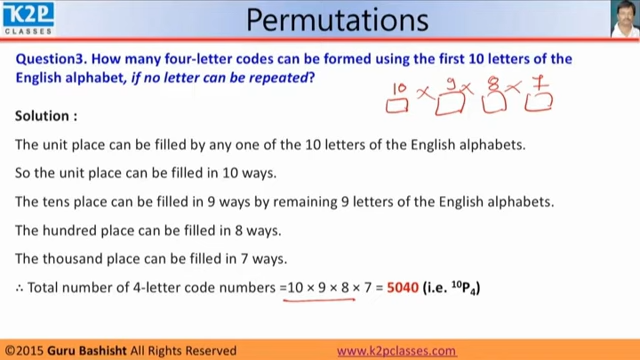 K2P
CLASSES
Permutations
Question3. How many four-letter codes can be formed using the first 10 letters of the
English alphabet, if no letter can be repeated?
10 × 9 × 8 × 7
Solution :
The unit place can be filled by any one of the 10 letters of the English alphabets.
So the unit place can be filled in 10 ways.
The tens place can be filled in 9 ways by remaining 9 letters of the English alphabets.
The hundred place can be filled in 8 ways.
The thousand place can be filled in 7 ways.
∴ Total number of 4-letter code numbers =10 × 9 × 8 × 7 = 5040 (i.e. ¹⁰P₄)
©2015 Guru Bashisht All Rights Reserved
www.k2pclasses.com